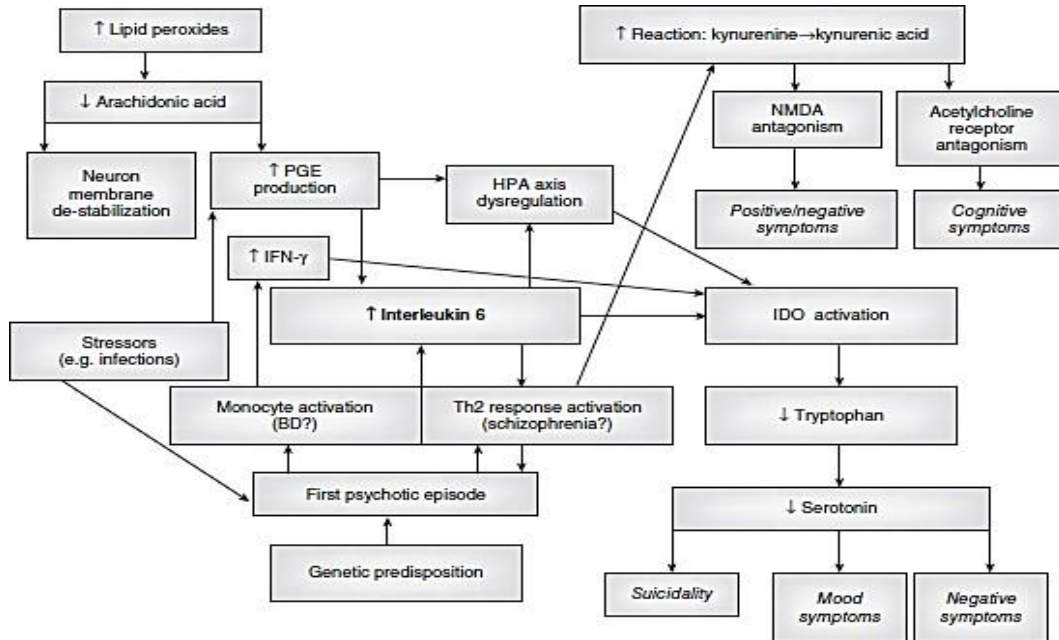 ↑ Lipid peroxides
↓ Arachidonic acid
Neuron
membrane
de-stabilization
↑ PGE
production
HPA axis
dysregulation
↑ IFN-γ
↑ Interleukin 6
Stressors
(e.g. infections)
Monocyte activation
(BD?)
Th2 response activation
(schizophrenia?)
First psychotic episode
Genetic predisposition
↑ Reaction: kynurenine→kynurenic acid
NMDA
antagonism
Acetylcholine
receptor
antagonism
Positive/negative
symptoms
Cognitive
symptoms
IDO activation
↓ Tryptophan
↓ Serotonin
Suicidality
Mood
symptoms
Negative
symptoms